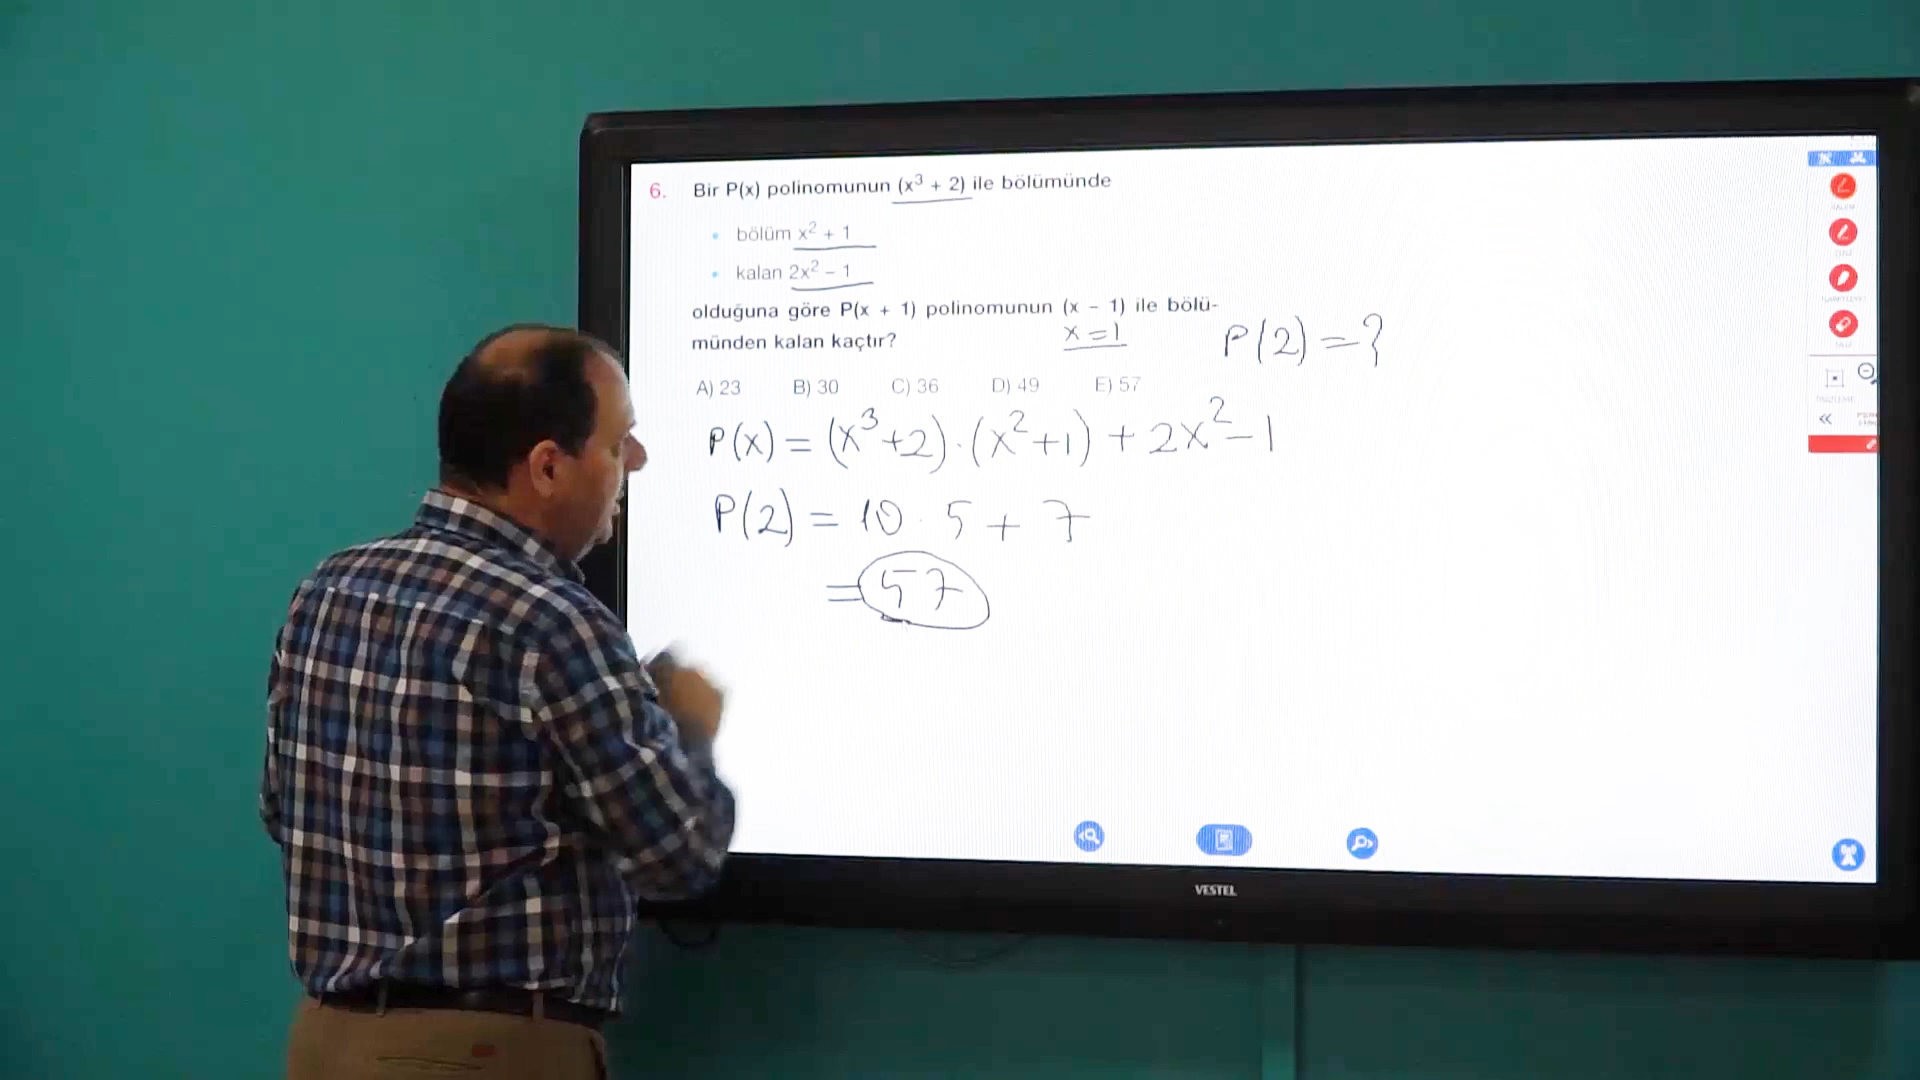 6. Bir P(x) polinomunun (x³ + 2) ile bölümünde
• bölüm x² + 1
• kalan 2x² – 1
olduğuna göre P(x + 1) polinomunun (x – 1) ile bölü-
münden kalan kaçtır?
x = 1
P(2) = ?
A) 23 B) 30 C) 36 D) 49 E) 57
P(x) = (x³+2)·(x²+1) + 2x²–1
P(2) = 10 · 5 + 7
= 57
VESTEL